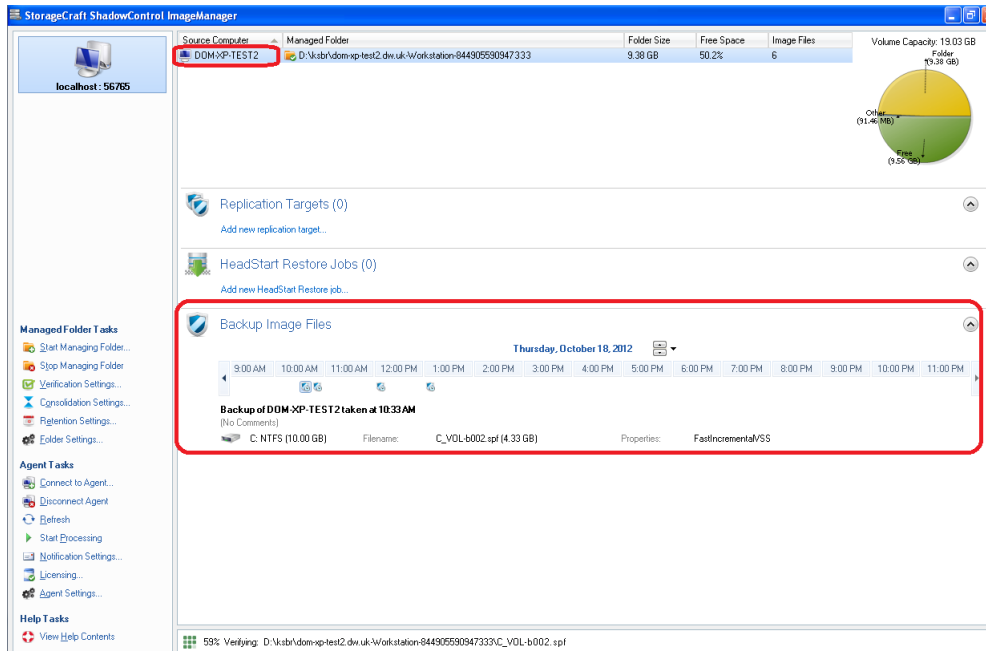 StorageCraft ShadowControl ImageManager
localhost : 56765
Source Computer Managed Folder Folder Size Free Space Image Files
DOM-XP-TEST2 D:\ksbr\dom-xp-test2.dw.uk-Workstation-844905590947333 9.38 GB 50.2% 6
Volume Capacity: 19.03 GB
Folder
(9.38 GB)
Other
(91.46 MB)
Free
(9.56 GB)
Replication Targets (0)
Add new replication target...
HeadStart Restore Jobs (0)
Add new HeadStart Restore job...
Backup Image Files
Thursday, October 18, 2012
9:00 AM 10:00 AM 11:00 AM 12:00 PM 1:00 PM 2:00 PM 3:00 PM 4:00 PM 5:00 PM 6:00 PM 7:00 PM 8:00 PM 9:00 PM 10:00 PM 11:00 PM
Backup of DOM-XP-TEST2 taken at 10:33 AM
(No Comments)
C: NTFS (10.00 GB) Filename: C_VOL-b002.spf (4.33 GB) Properties: FastIncrementalVSS
Managed Folder Tasks
Start Managing Folder...
Stop Managing Folder
Verification Settings...
Consolidation Settings...
Retention Settings...
Folder Settings...
Agent Tasks
Connect to Agent...
Disconnect Agent
Refresh
Start Processing
Notification Settings...
Licensing...
Agent Settings...
Help Tasks
View Help Contents
59% Verifying: D:\ksbr\dom-xp-test2.dw.uk-Workstation-844905590947333\C_VOL-b002.spf